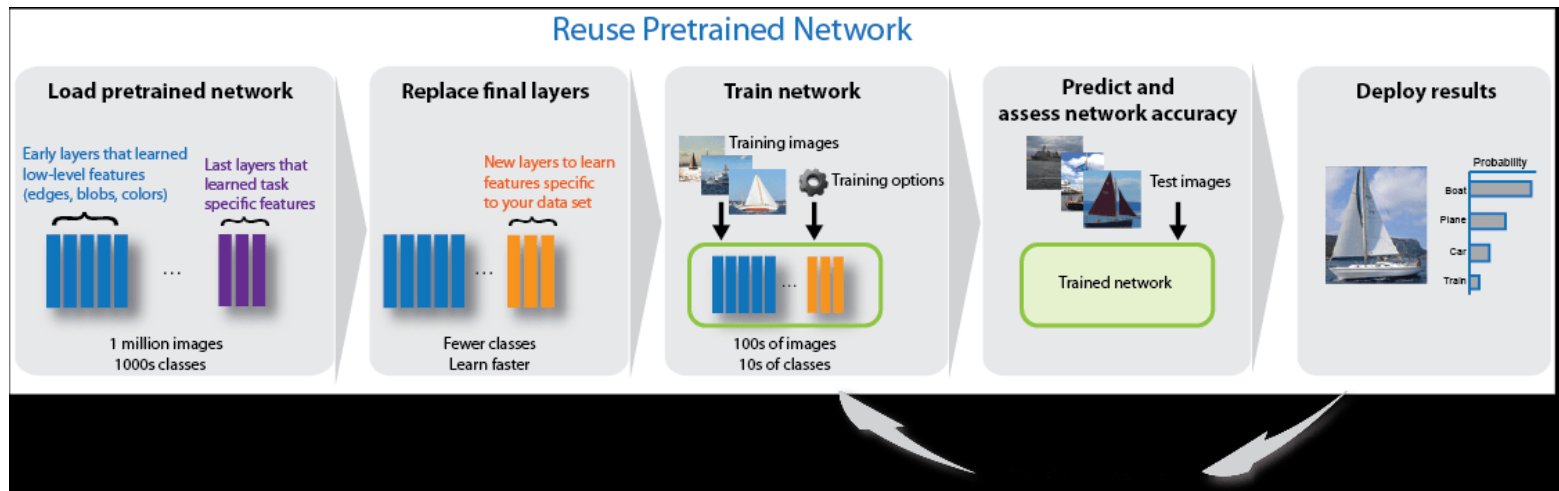 Reuse Pretrained Network
Load pretrained network
Early layers that learned
low-level features
(edges, blobs, colors)
Last layers that
learned task
specific features
...
1 million images
1000s classes
Replace final layers
New layers to learn
features specific
to your data set
...
Fewer classes
Learn faster
Train network
Training images
Training options
...
100s of images
10s of classes
Predict and
assess network accuracy
Test images
Trained network
Deploy results
Probability
Boat
Plane
Car
Train